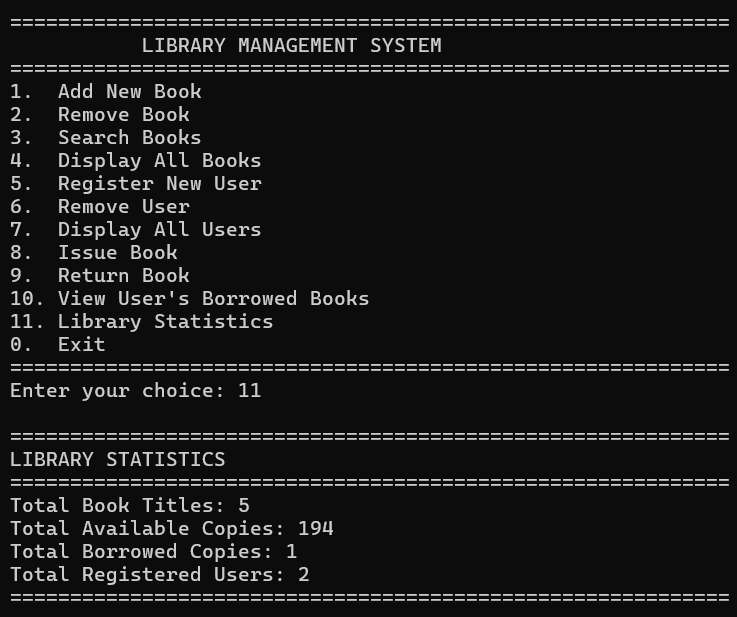 ============================================================
           LIBRARY MANAGEMENT SYSTEM
============================================================
1.  Add New Book
2.  Remove Book
3.  Search Books
4.  Display All Books
5.  Register New User
6.  Remove User
7.  Display All Users
8.  Issue Book
9.  Return Book
10. View User's Borrowed Books
11. Library Statistics
0.  Exit
============================================================
Enter your choice: 11

============================================================
LIBRARY STATISTICS
============================================================
Total Book Titles: 5
Total Available Copies: 194
Total Borrowed Copies: 1
Total Registered Users: 2
============================================================